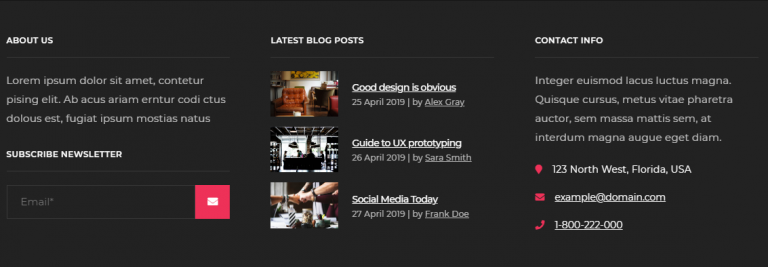 ABOUT US
Lorem ipsum dolor sit amet, contetur
pising elit. Ab acus ariam erntur codi ctus
dolous est, fugiat ipsum mostias natus
SUBSCRIBE NEWSLETTER
Email*
LATEST BLOG POSTS
Good design is obvious
25 April 2019 | by Alex Gray
Guide to UX prototyping
26 April 2019 | by Sara Smith
Social Media Today
27 April 2019 | by Frank Doe
CONTACT INFO
Integer euismod lacus luctus magna.
Quisque cursus, metus vitae pharetra
auctor, sem massa mattis sem, at
interdum magna augue eget diam.
123 North West, Florida, USA
example@domain.com
1-800-222-000